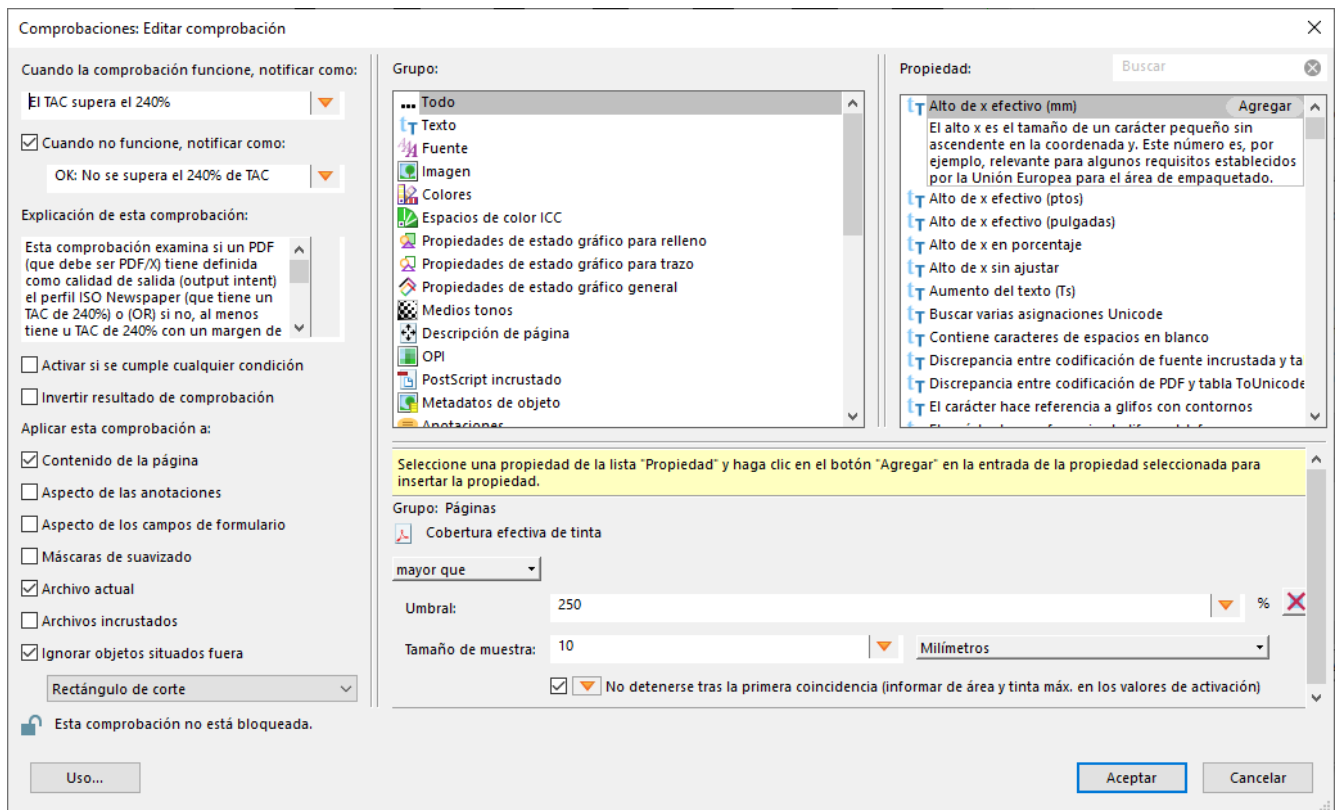 Comprobaciones: Editar comprobación
Cuando la comprobación funcione, notificar como:
El TAC supera el 240%
Cuando no funcione, notificar como:
OK: No se supera el 240% de TAC
Explicación de esta comprobación:
Esta comprobación examina si un PDF
(que debe ser PDF/X) tiene definida
como calidad de salida (output intent)
el perfil ISO Newspaper (que tiene un
TAC de 240%) o (OR) si no, al menos
tiene u TAC de 240% con un margen de
Activar si se cumple cualquier condición
Invertir resultado de comprobación
Aplicar esta comprobación a:
Contenido de la página
Aspecto de las anotaciones
Aspecto de los campos de formulario
Máscaras de suavizado
Archivo actual
Archivos incrustados
Ignorar objetos situados fuera
Rectángulo de corte
Esta comprobación no está bloqueada.
Uso...
Grupo:
Todo
Texto
Fuente
Imagen
Colores
Espacios de color ICC
Propiedades de estado gráfico para relleno
Propiedades de estado gráfico para trazo
Propiedades de estado gráfico general
Medios tonos
Descripción de página
OPI
PostScript incrustado
Metadatos de objeto
Anotaciones
Propiedad:
Buscar
Alto de x efectivo (mm)
Agregar
El alto x es el tamaño de un carácter pequeño sin
ascendente en la coordenada y. Este número es, por
ejemplo, relevante para algunos requisitos establecidos
por la Unión Europea para el área de empaquetado.
Alto de x efectivo (ptos)
Alto de x efectivo (pulgadas)
Alto de x en porcentaje
Alto de x sin ajustar
Aumento del texto (Ts)
Buscar varias asignaciones Unicode
Contiene caracteres de espacios en blanco
Discrepancia entre codificación de fuente incrustada y ta
Discrepancia entre codificación de PDF y tabla ToUnicode
El carácter hace referencia a glifos con contornos
Seleccione una propiedad de la lista "Propiedad" y haga clic en el botón "Agregar" en la entrada de la propiedad seleccionada para
insertar la propiedad.
Grupo: Páginas
Cobertura efectiva de tinta
mayor que
Umbral:
250
%
Tamaño de muestra:
10
Milímetros
No detenerse tras la primera coincidencia (informar de área y tinta máx. en los valores de activación)
Aceptar
Cancelar